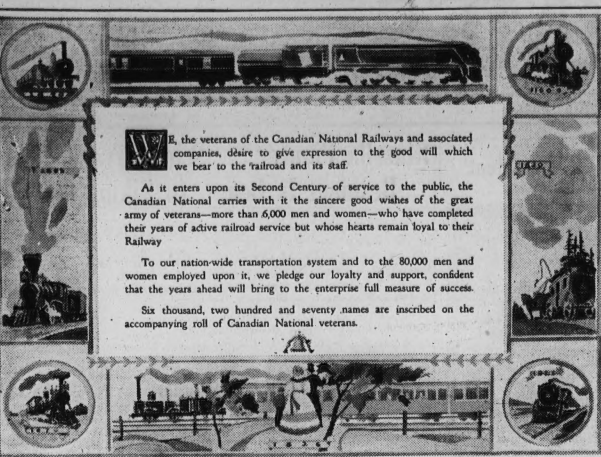 WE, the veterans of the Canadian National Railways and associated
companies, desire to give expression to the good will which
we bear to the railroad and its staff.
As it enters upon its Second Century of service to the public, the
Canadian National carries with it the sincere good wishes of the great
army of veterans—more than 6,000 men and women—who have completed
their years of active railroad service but whose hearts remain loyal to their
Railway
To our nation-wide transportation system and to the 80,000 men and
women employed upon it, we pledge our loyalty and support, confident
that the years ahead will bring to the enterprise full measure of success.
Six thousand, two hundred and seventy names are inscribed on the
accompanying roll of Canadian National veterans.